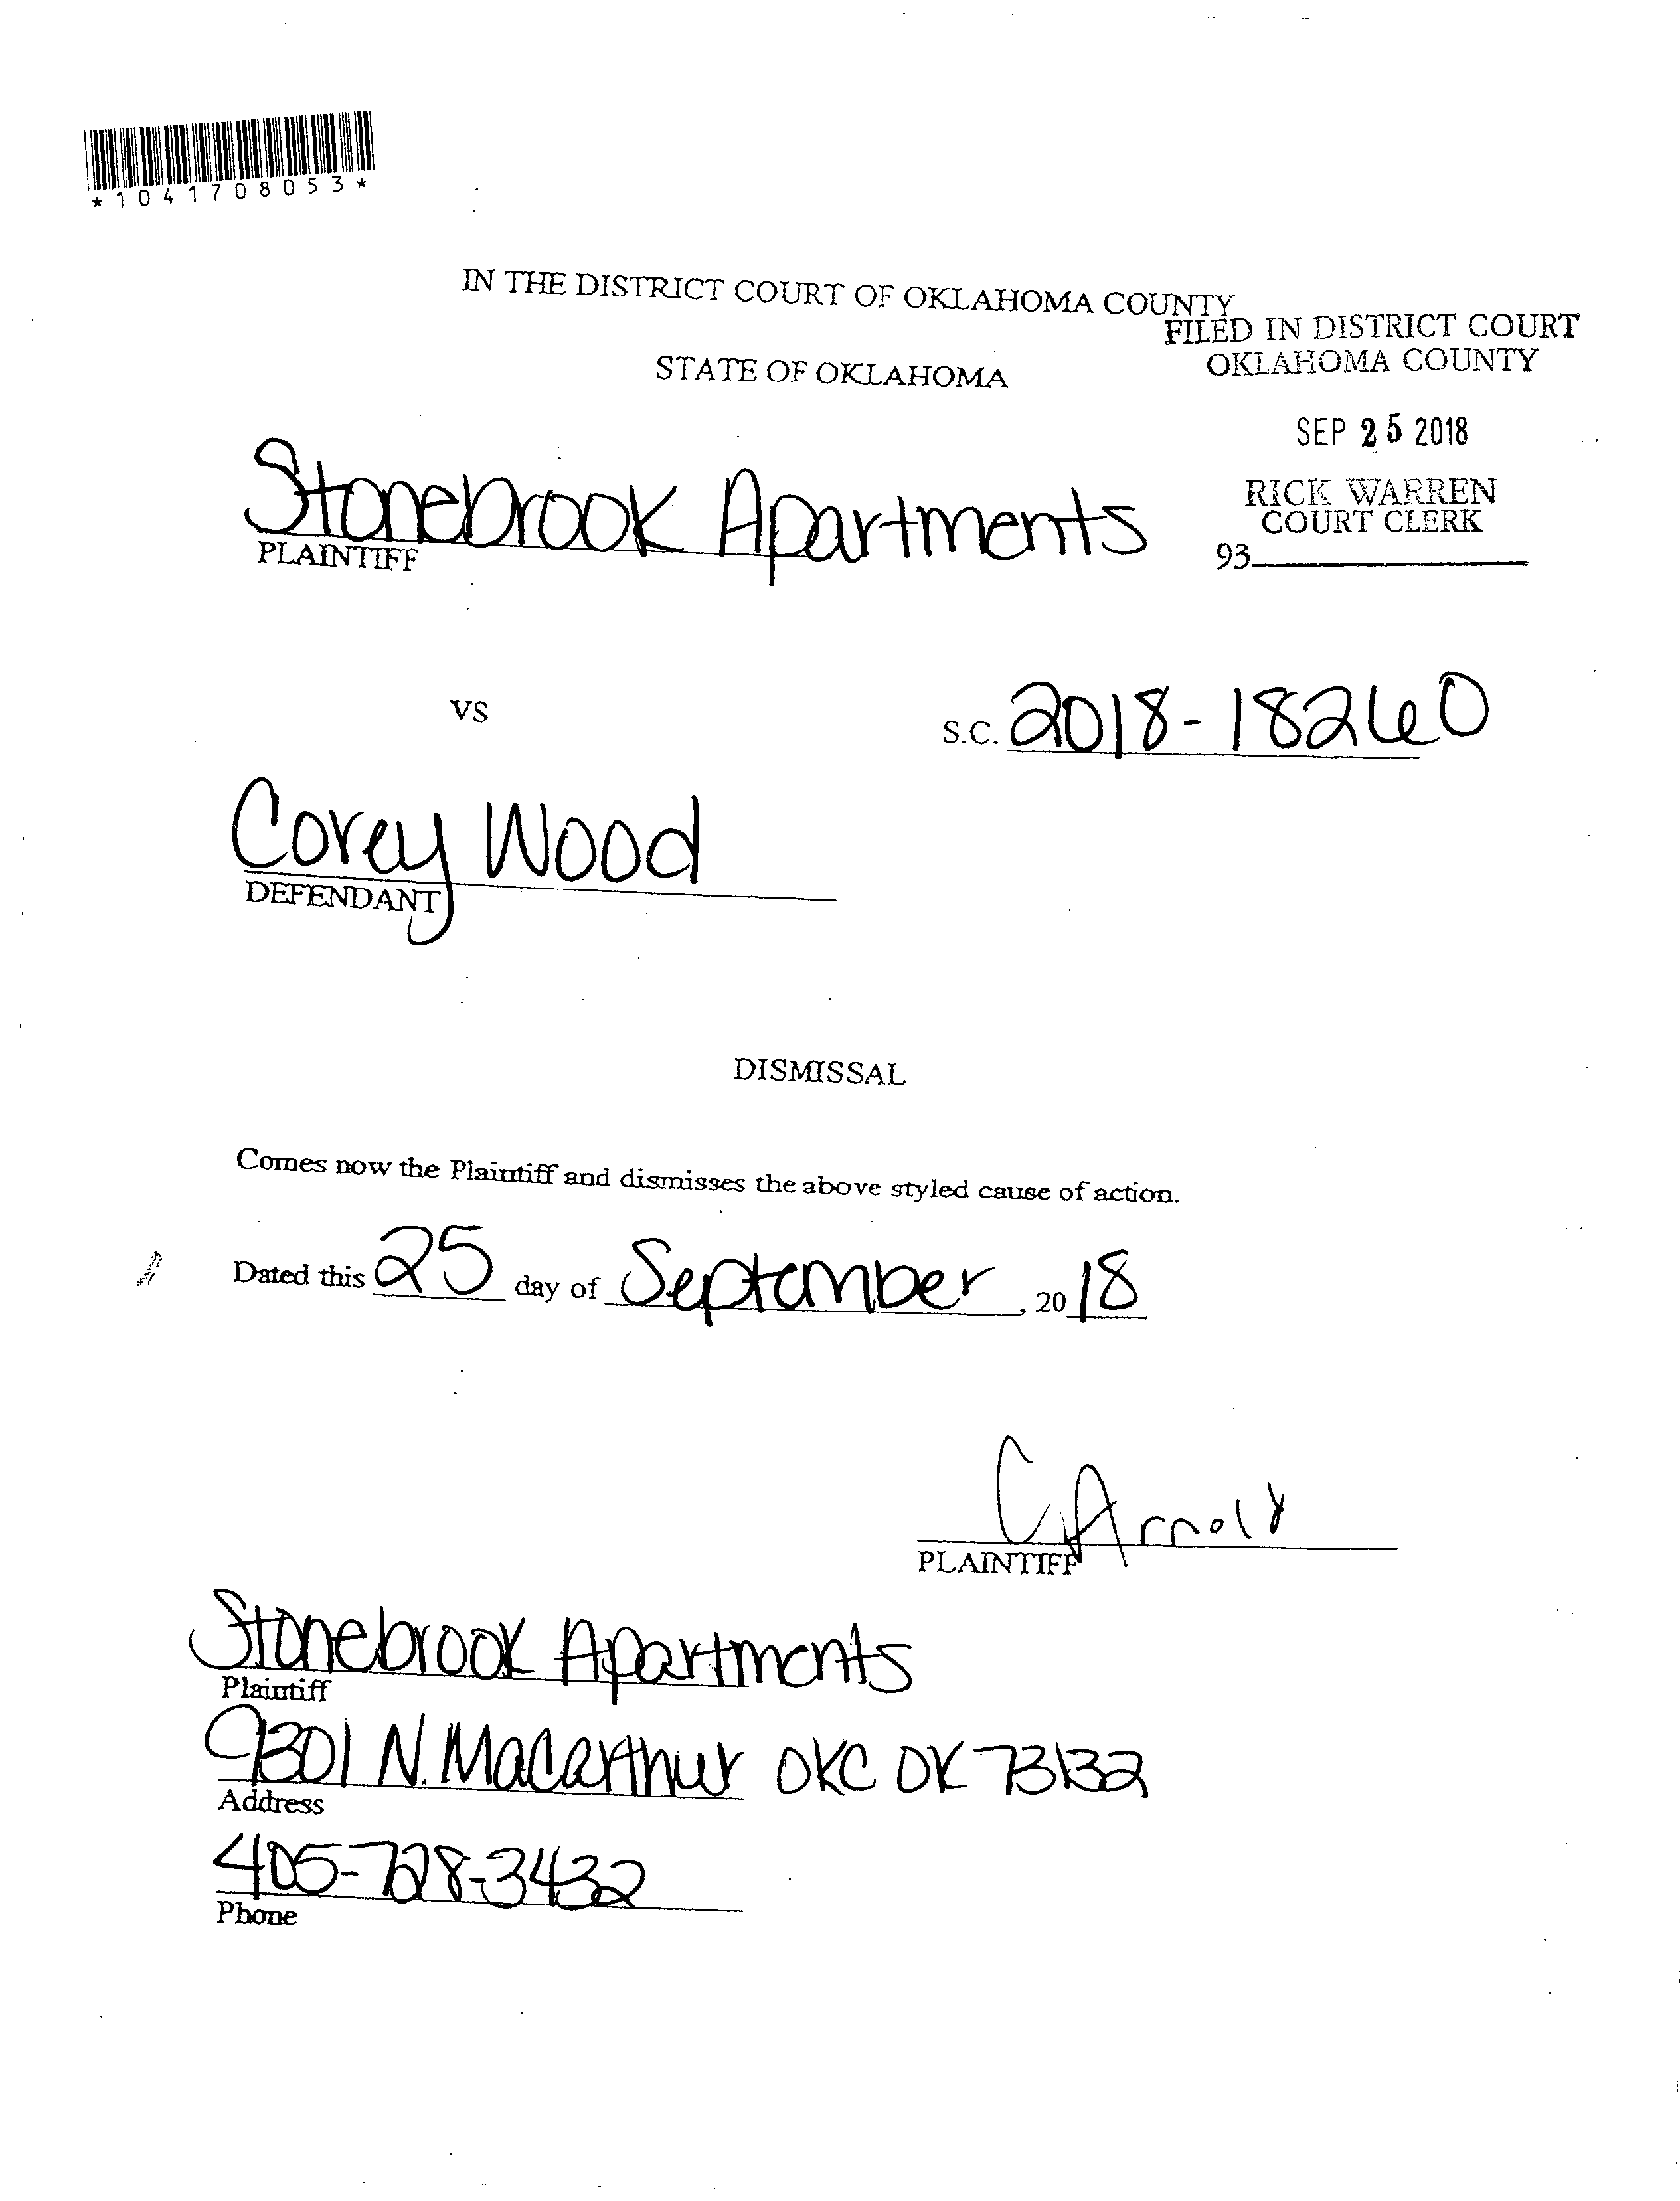 *1041708053*
IN THE DISTRICT COURT OF OKLAHOMA COUNTY
FILED IN DISTRICT COURT
OKLAHOMA COUNTY
STATE OF OKLAHOMA
SEP 25 2018
RICK WARREN
COURT CLERK
93
Stonebrook Apartments
PLAINTIFF
VS
S.C. 2018-18260
Corey Wood
DEFENDANT
DISMISSAL
Comes now the Plaintiff and dismisses the above styled cause of action.
Dated this 25 day of September, 2018
C Arnold
PLAINTIFF
Stonebrook Apartments
Plaintiff
9301 N. Macarthur OKC OK 73132
Address
405-728-3432
Phone